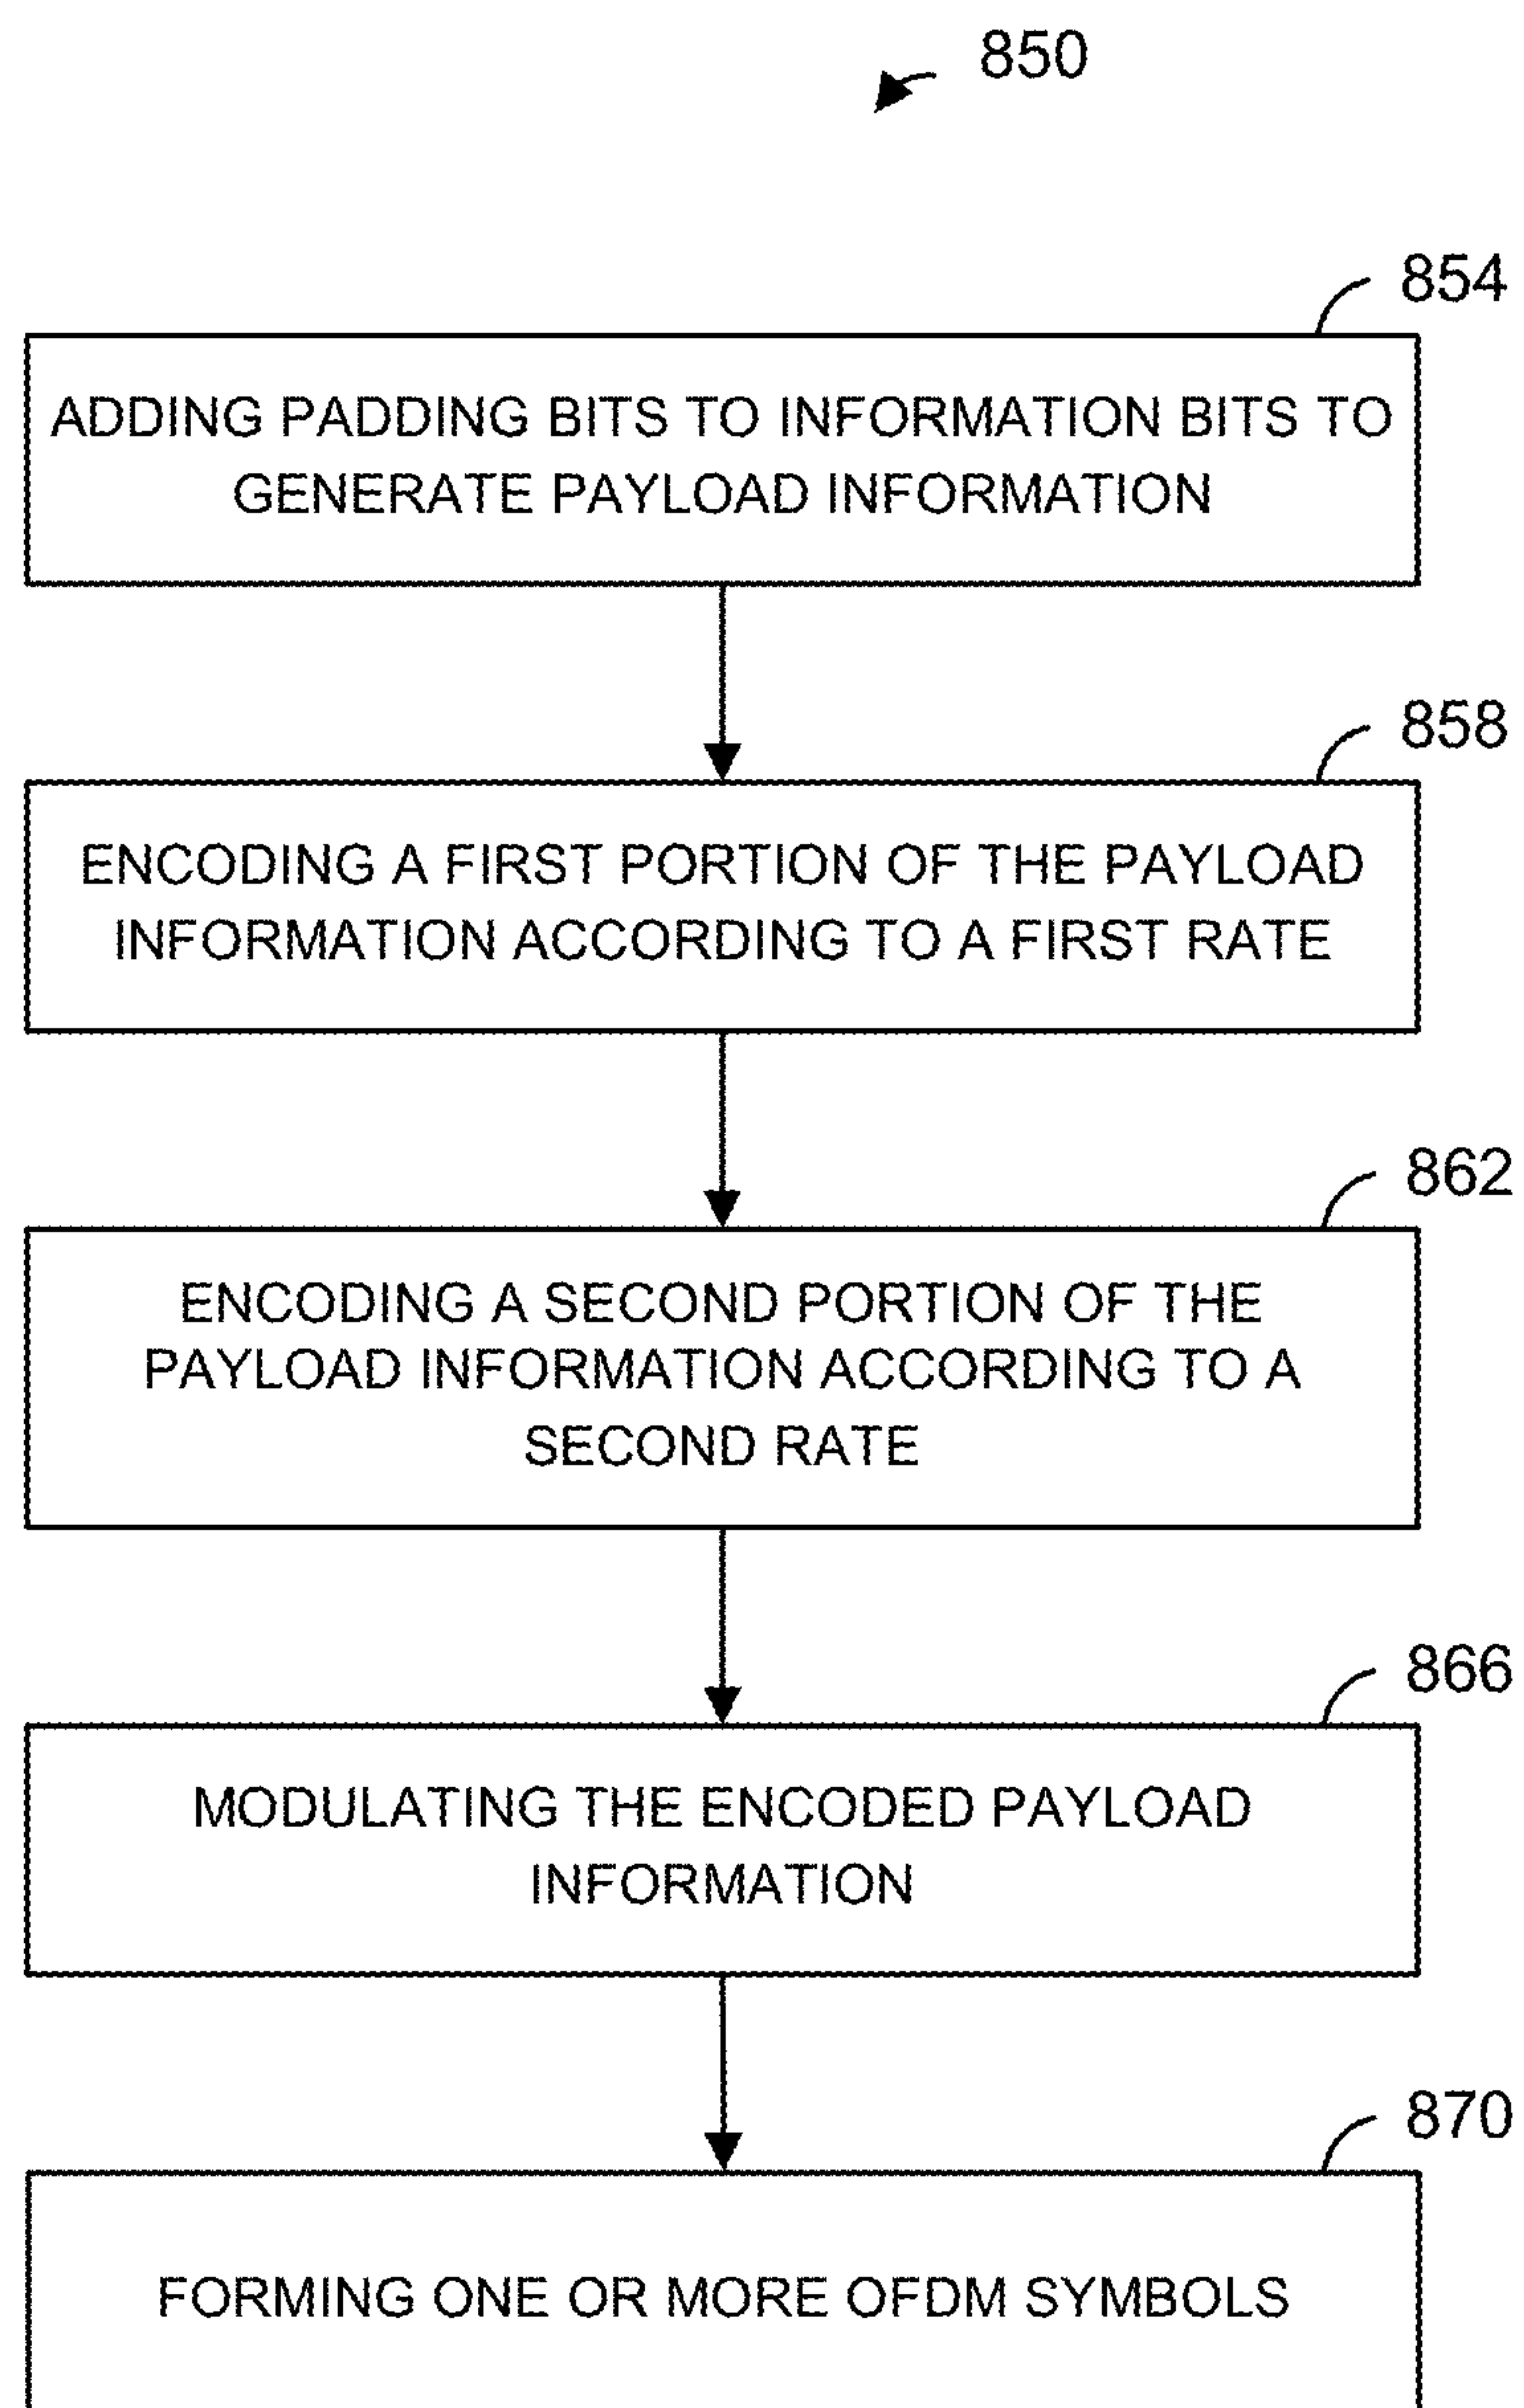 850
854
ADDING PADDING BITS TO INFORMATION BITS TO
GENERATE PAYLOAD INFORMATION
858
ENCODING A FIRST PORTION OF THE PAYLOAD
INFORMATION ACCORDING TO A FIRST RATE
862
ENCODING A SECOND PORTION OF THE
PAYLOAD INFORMATION ACCORDING TO A
SECOND RATE
866
MODULATING THE ENCODED PAYLOAD
INFORMATION
870
FORMING ONE OR MORE OFDM SYMBOLS